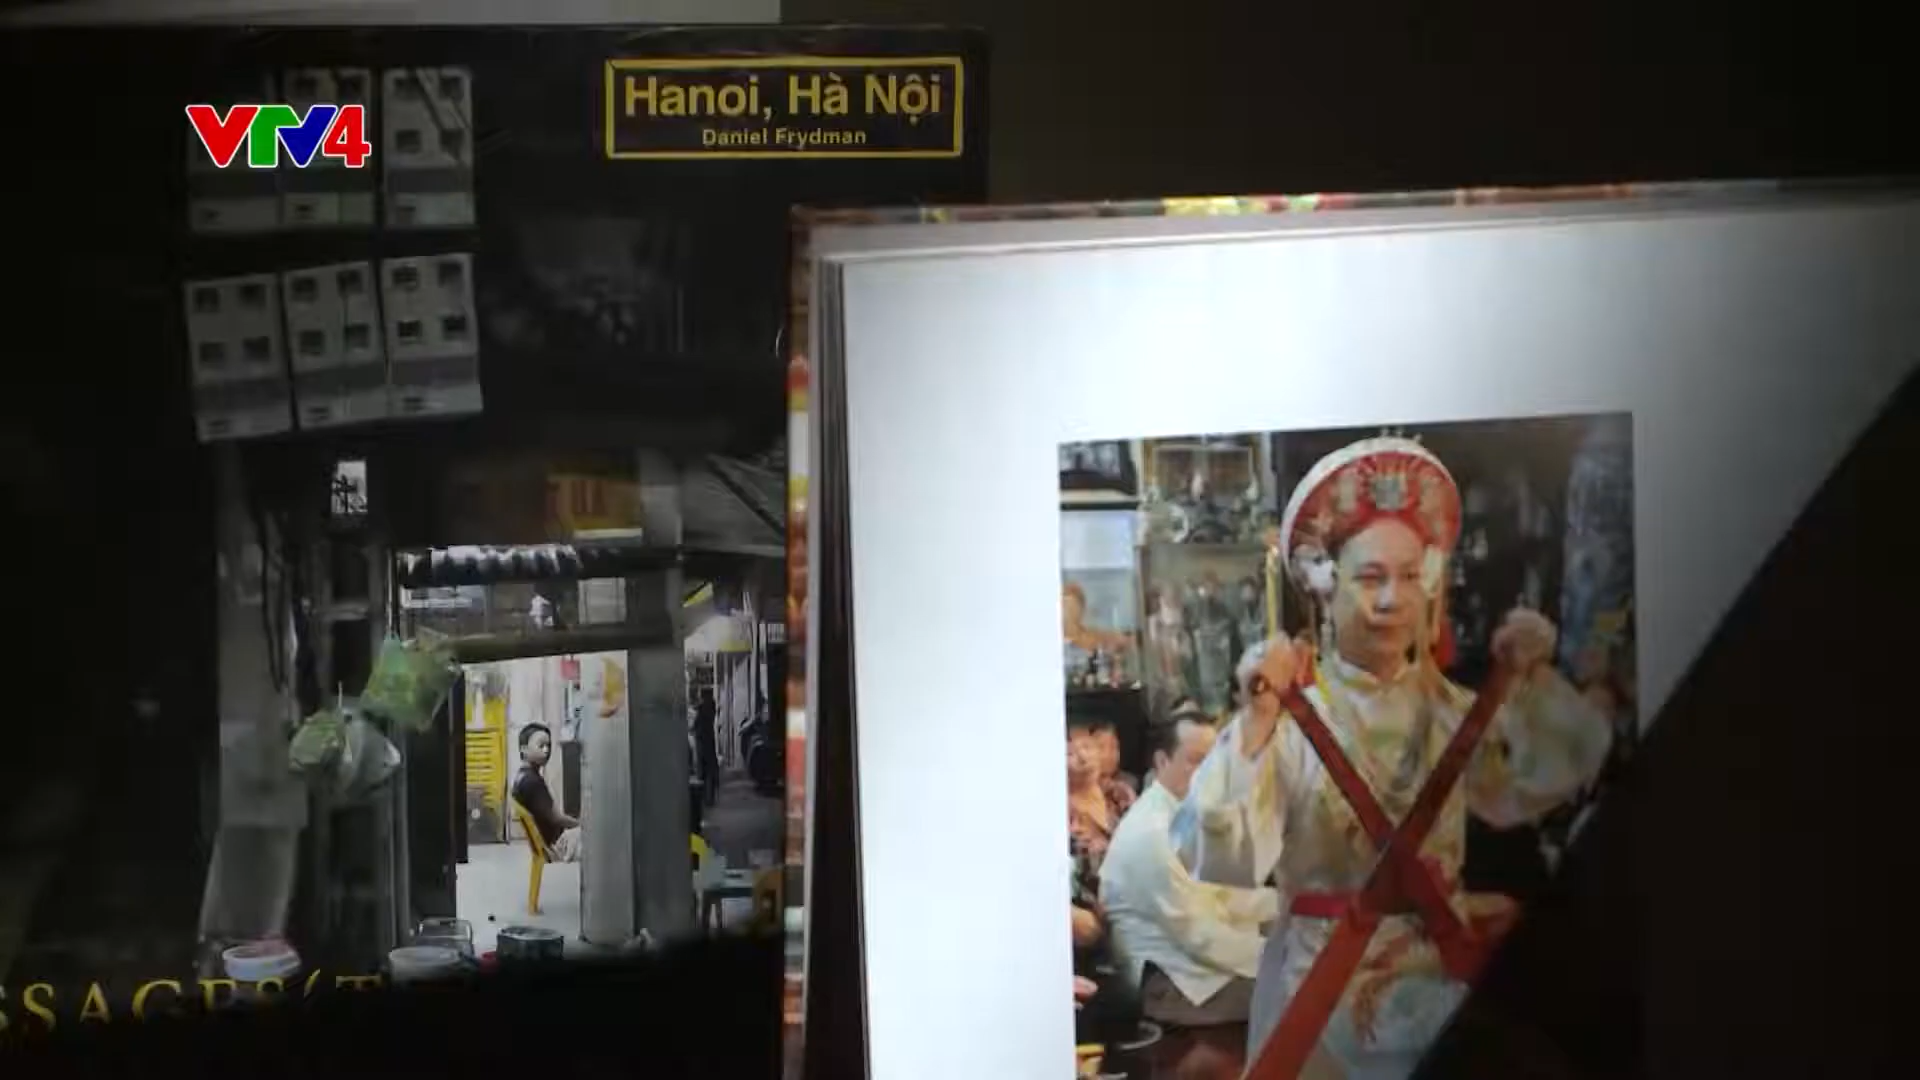 VTV4
Hanoi, Hà Nội
Daniel Frydman